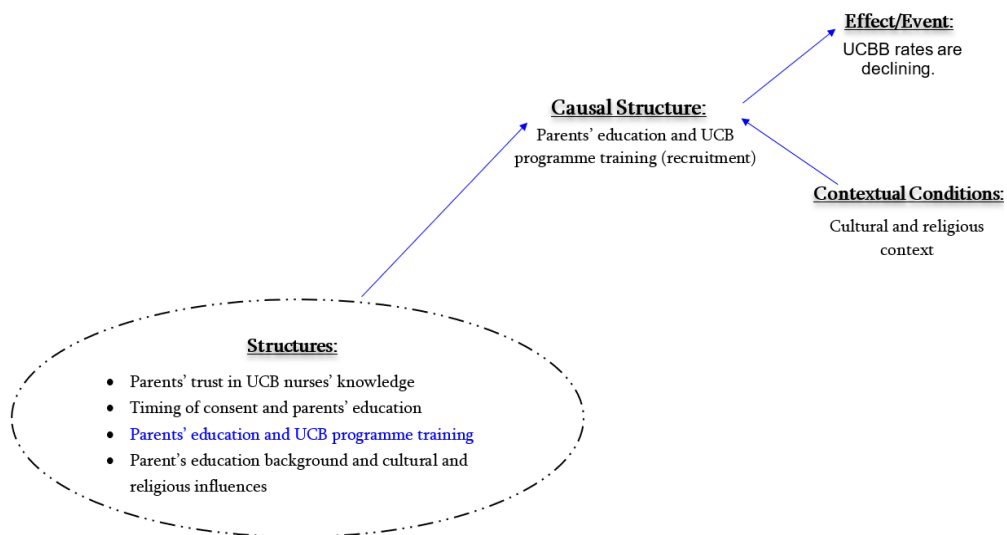 Effect/Event:
UCBB rates are
declining.
Causal Structure:
Parents’ education and UCB
programme training (recruitment)
Contextual Conditions:
Cultural and religious
context
Structures:
• Parents’ trust in UCB nurses’ knowledge
• Timing of consent and parents’ education
• Parents’ education and UCB programme training
• Parent’s education background and cultural and
religious influences